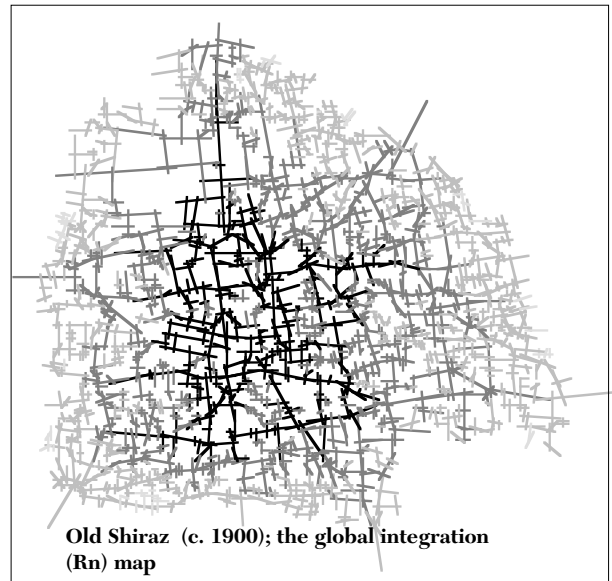 Old Shiraz (c. 1900); the global integration
(Rn) map